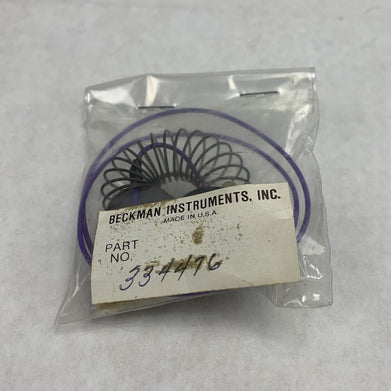 BECKMAN INSTRUMENTS, INC.
MADE IN U.S.A.
PART
NO.
334476